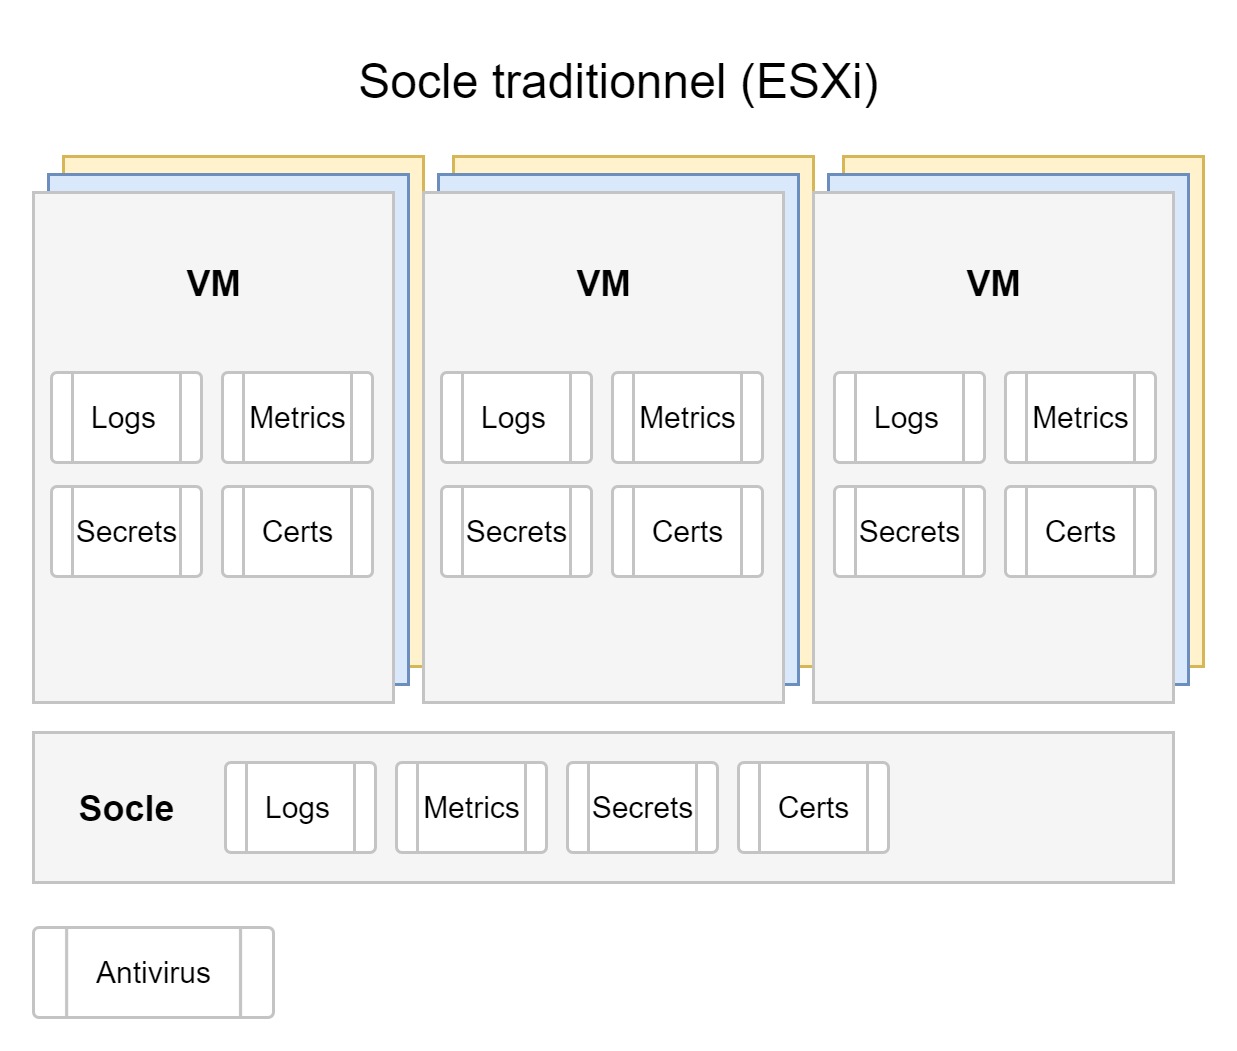 Socle traditionnel (ESXi)
VM
VM
VM
Logs
Metrics
Logs
Metrics
Logs
Metrics
Secrets
Certs
Secrets
Certs
Secrets
Certs
Socle
Logs
Metrics
Secrets
Certs
Antivirus